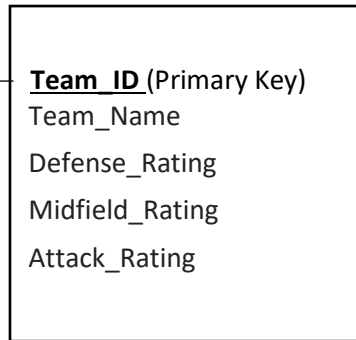 Team_ID (Primary Key)
Team_Name
Defense_Rating
Midfield_Rating
Attack_Rating